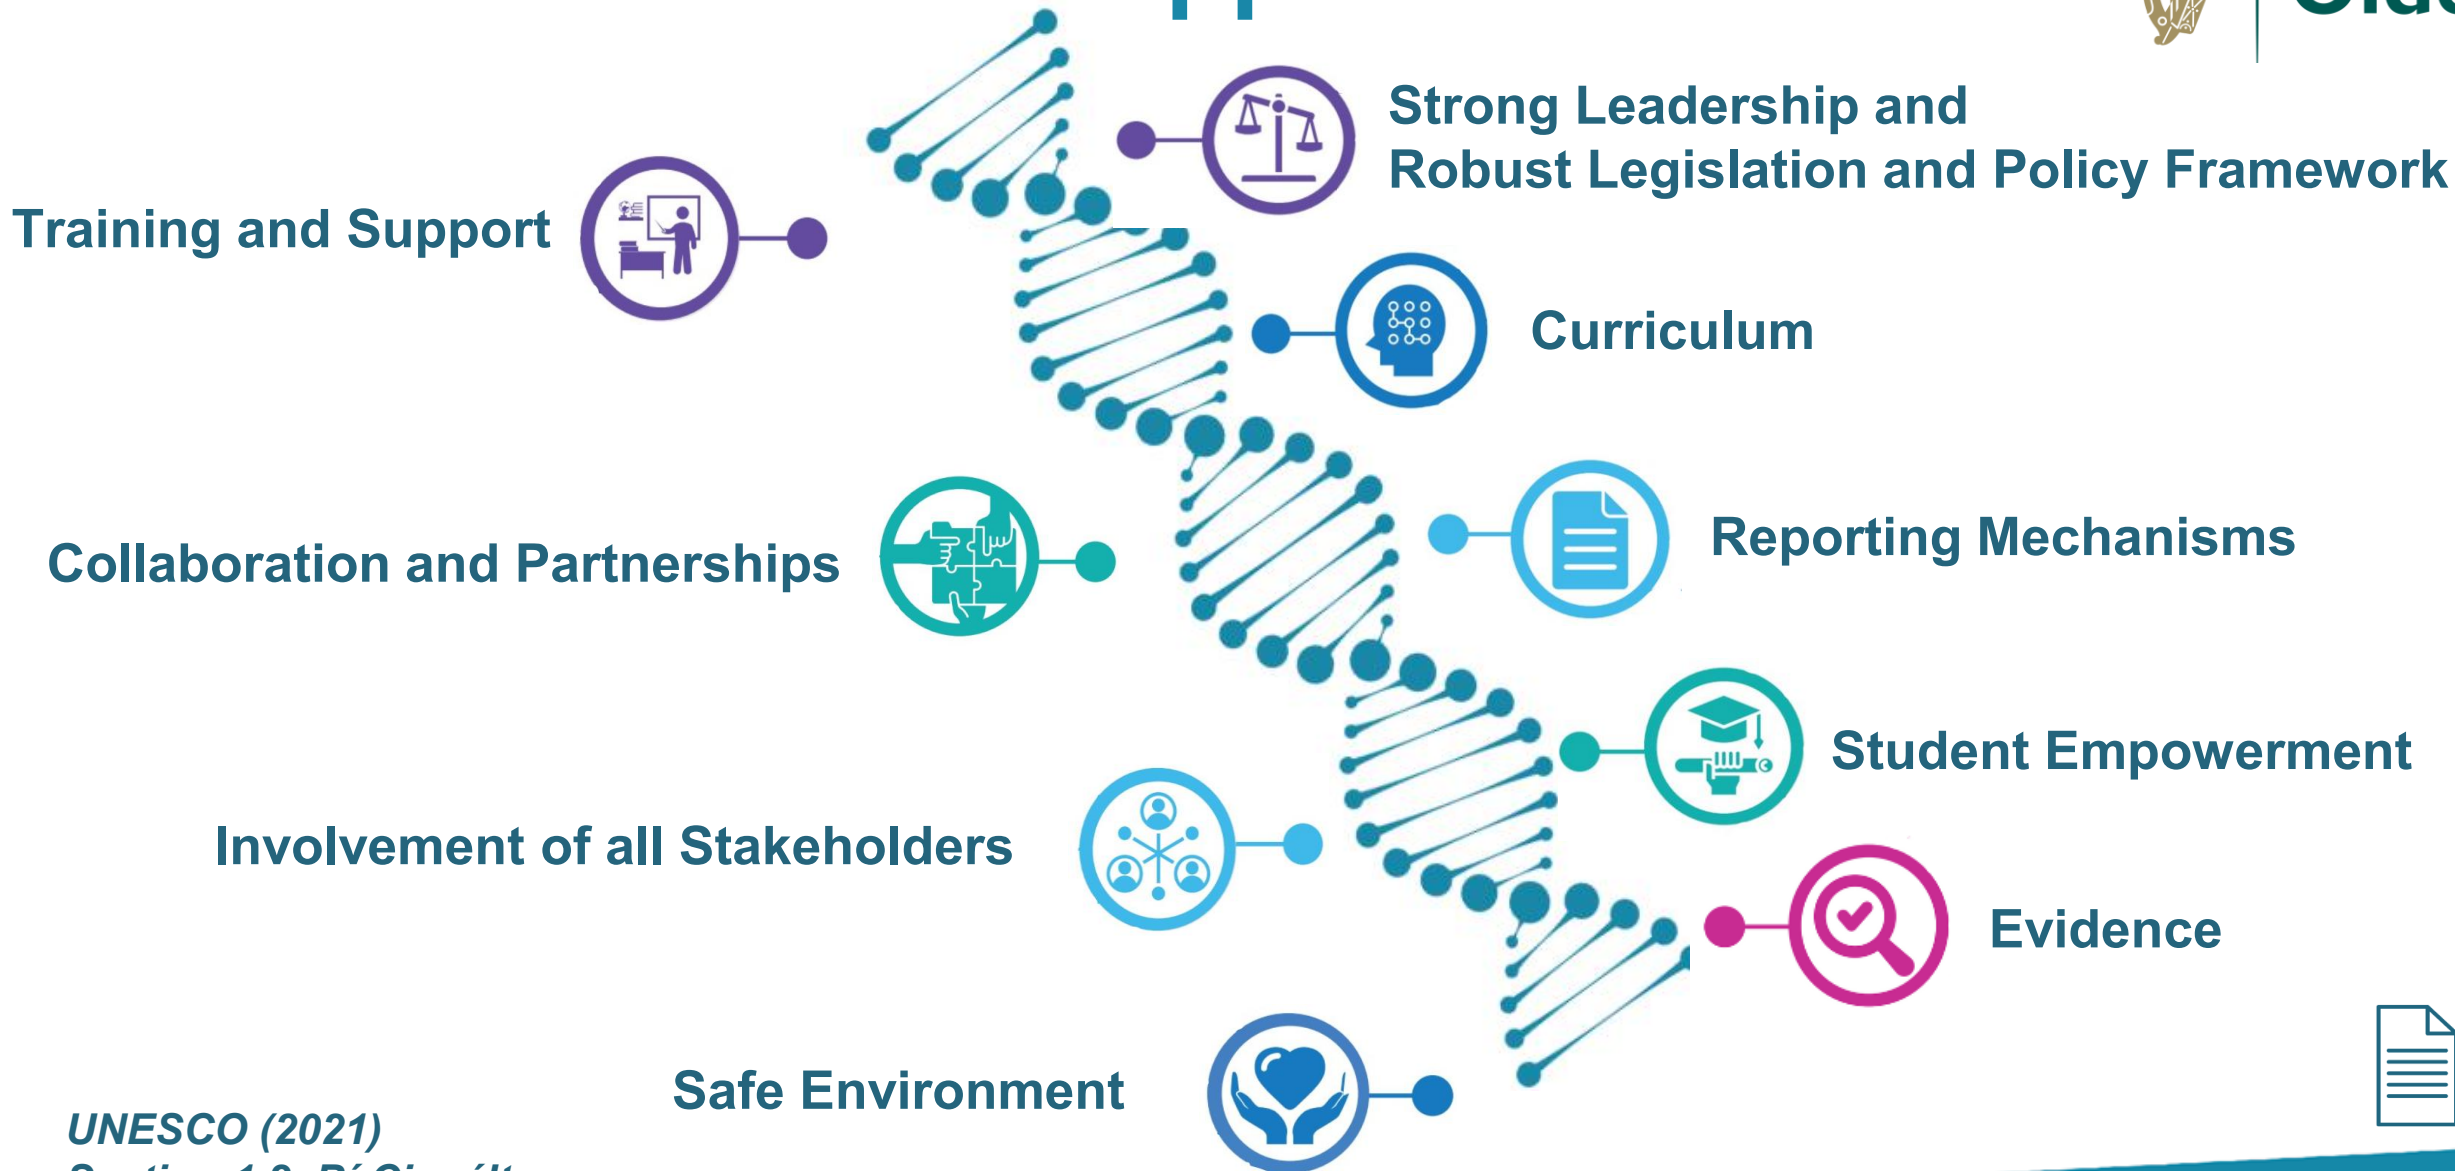 Strong Leadership and
Robust Legislation and Policy Framework
Training and Support
Curriculum
Collaboration and Partnerships
Reporting Mechanisms
Student Empowerment
Involvement of all Stakeholders
Evidence
Safe Environment
UNESCO (2021)